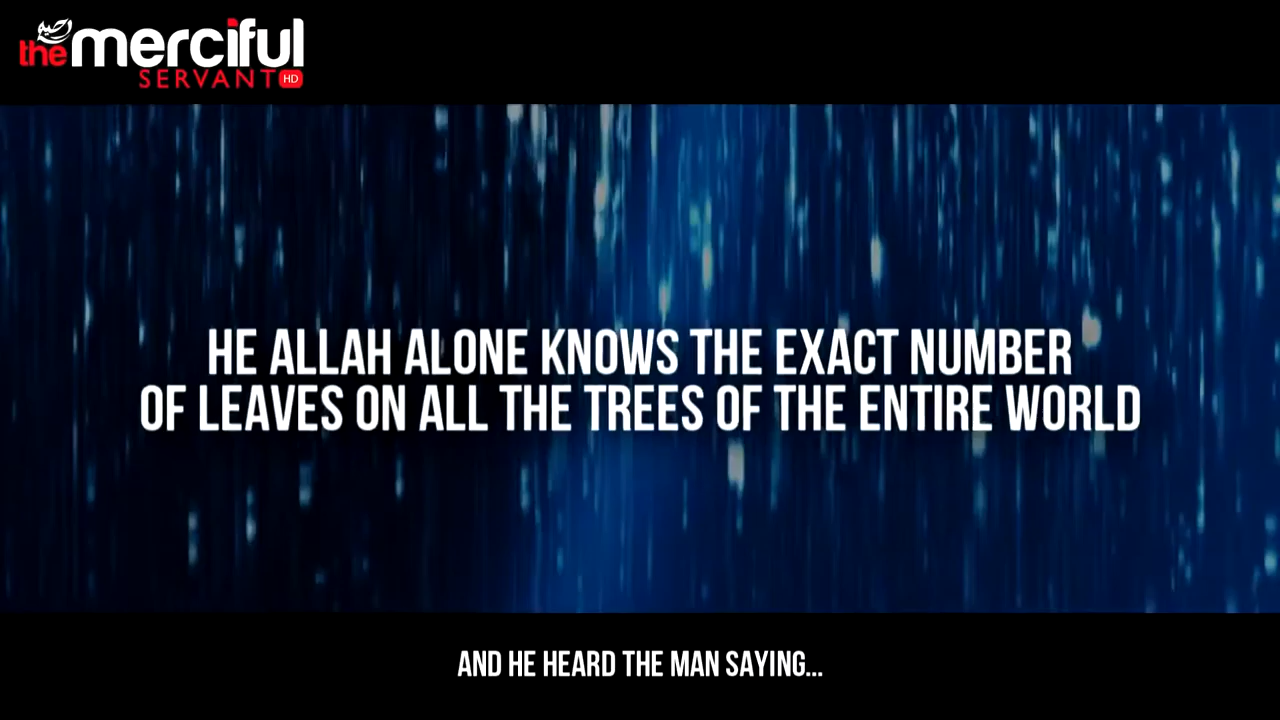 the merciful
SERVANT HD
HE ALLAH ALONE KNOWS THE EXACT NUMBER
OF LEAVES ON ALL THE TREES OF THE ENTIRE WORLD
AND HE HEARD THE MAN SAYING...